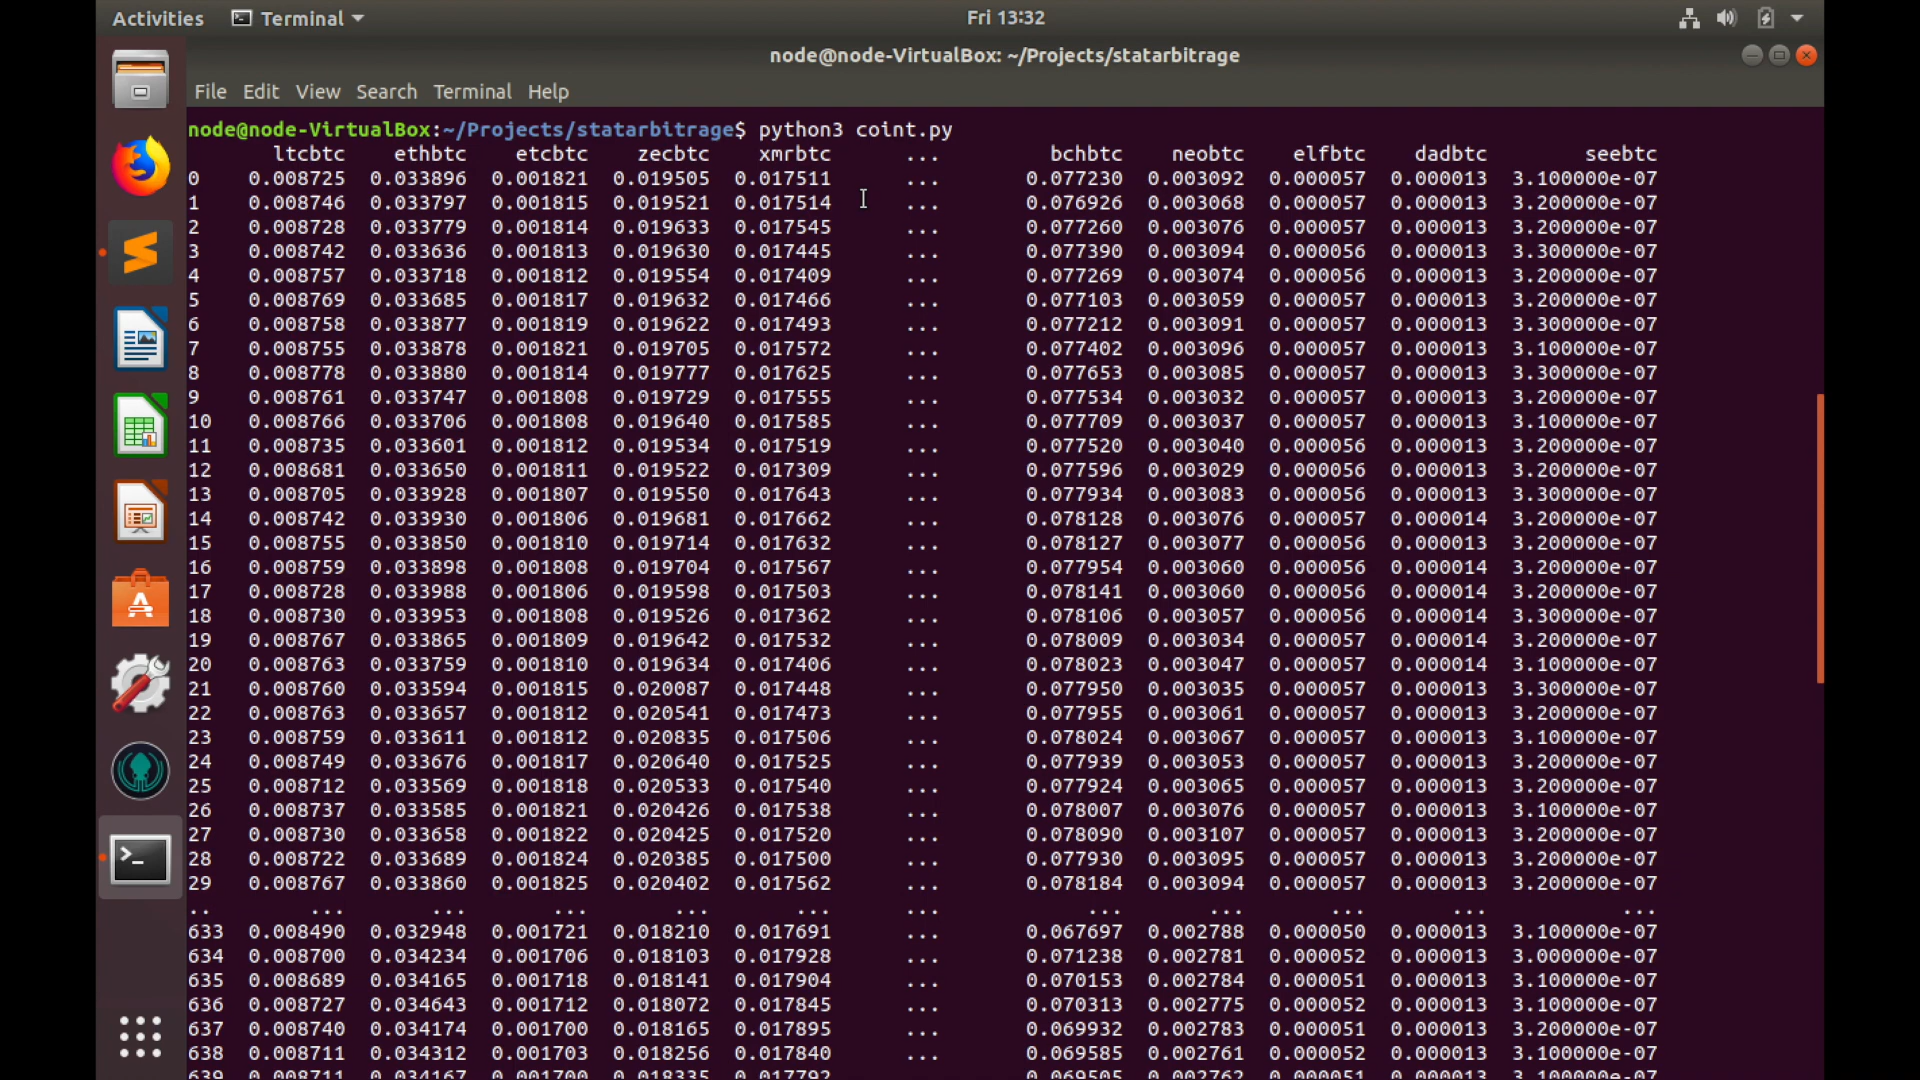 Activities Terminal Fri 13:32
node@node-VirtualBox: ~/Projects/statarbitrage
File Edit View Search Terminal Help
node@node-VirtualBox:~/Projects/statarbitrage$ python3 coint.py
ltcbtc ethbtc etcbtc zecbtc xmrbtc ... bchbtc neobtc elfbtc dadbtc seebtc
0 0.008725 0.033896 0.001821 0.019505 0.017511 ... 0.077230 0.003092 0.000057 0.000013 3.100000e-07
1 0.008746 0.033797 0.001815 0.019521 0.017514 ... 0.076926 0.003068 0.000057 0.000013 3.200000e-07
2 0.008728 0.033779 0.001814 0.019633 0.017545 ... 0.077260 0.003076 0.000057 0.000013 3.200000e-07
3 0.008742 0.033636 0.001813 0.019630 0.017445 ... 0.077390 0.003094 0.000056 0.000013 3.300000e-07
4 0.008757 0.033718 0.001812 0.019554 0.017409 ... 0.077269 0.003074 0.000056 0.000013 3.200000e-07
5 0.008769 0.033685 0.001817 0.019632 0.017466 ... 0.077103 0.003059 0.000057 0.000013 3.200000e-07
6 0.008758 0.033877 0.001819 0.019622 0.017493 ... 0.077212 0.003091 0.000057 0.000013 3.300000e-07
7 0.008755 0.033878 0.001821 0.019705 0.017572 ... 0.077402 0.003096 0.000057 0.000013 3.100000e-07
8 0.008778 0.033880 0.001814 0.019777 0.017625 ... 0.077653 0.003085 0.000057 0.000013 3.300000e-07
9 0.008761 0.033747 0.001808 0.019729 0.017555 ... 0.077534 0.003032 0.000057 0.000013 3.200000e-07
10 0.008766 0.033706 0.001808 0.019640 0.017585 ... 0.077709 0.003037 0.000057 0.000013 3.100000e-07
11 0.008735 0.033601 0.001812 0.019534 0.017519 ... 0.077520 0.003040 0.000056 0.000013 3.200000e-07
12 0.008681 0.033650 0.001811 0.019522 0.017309 ... 0.077596 0.003029 0.000056 0.000013 3.200000e-07
13 0.008705 0.033928 0.001807 0.019550 0.017643 ... 0.077934 0.003083 0.000056 0.000013 3.300000e-07
14 0.008742 0.033930 0.001806 0.019681 0.017662 ... 0.078128 0.003076 0.000057 0.000014 3.200000e-07
15 0.008755 0.033850 0.001810 0.019714 0.017632 ... 0.078127 0.003077 0.000056 0.000013 3.200000e-07
16 0.008759 0.033898 0.001808 0.019704 0.017567 ... 0.077954 0.003060 0.000056 0.000014 3.200000e-07
17 0.008728 0.033988 0.001806 0.019598 0.017503 ... 0.078141 0.003060 0.000056 0.000014 3.200000e-07
18 0.008730 0.033953 0.001808 0.019526 0.017362 ... 0.078106 0.003057 0.000056 0.000014 3.300000e-07
19 0.008767 0.033865 0.001809 0.019642 0.017532 ... 0.078009 0.003034 0.000057 0.000014 3.200000e-07
20 0.008763 0.033759 0.001810 0.019634 0.017406 ... 0.078023 0.003047 0.000057 0.000014 3.100000e-07
21 0.008760 0.033594 0.001815 0.020087 0.017448 ... 0.077950 0.003035 0.000057 0.000013 3.300000e-07
22 0.008763 0.033657 0.001812 0.020541 0.017473 ... 0.077955 0.003061 0.000057 0.000013 3.200000e-07
23 0.008759 0.033611 0.001812 0.020835 0.017506 ... 0.078024 0.003067 0.000057 0.000013 3.100000e-07
24 0.008749 0.033676 0.001817 0.020640 0.017525 ... 0.077939 0.003053 0.000057 0.000013 3.200000e-07
25 0.008712 0.033569 0.001818 0.020533 0.017540 ... 0.077924 0.003065 0.000057 0.000013 3.200000e-07
26 0.008737 0.033585 0.001821 0.020426 0.017538 ... 0.078007 0.003076 0.000057 0.000013 3.100000e-07
27 0.008730 0.033658 0.001822 0.020425 0.017520 ... 0.078090 0.003107 0.000057 0.000013 3.200000e-07
28 0.008722 0.033689 0.001824 0.020385 0.017500 ... 0.077930 0.003095 0.000057 0.000013 3.200000e-07
29 0.008767 0.033860 0.001825 0.020402 0.017562 ... 0.078184 0.003094 0.000057 0.000013 3.200000e-07
.. ... ... ... ... ... ... ... ... ... ... ...
633 0.008490 0.032948 0.001721 0.018210 0.017691 ... 0.067697 0.002788 0.000050 0.000013 3.100000e-07
634 0.008700 0.034234 0.001706 0.018103 0.017928 ... 0.071238 0.002781 0.000052 0.000013 3.000000e-07
635 0.008689 0.034165 0.001718 0.018141 0.017904 ... 0.070153 0.002784 0.000051 0.000013 3.100000e-07
636 0.008727 0.034643 0.001712 0.018072 0.017845 ... 0.070313 0.002775 0.000052 0.000013 3.100000e-07
637 0.008740 0.034174 0.001700 0.018165 0.017895 ... 0.069932 0.002783 0.000051 0.000013 3.100000e-07
638 0.008711 0.034312 0.001703 0.018256 0.017840 ... 0.069585 0.002761 0.000052 0.000013 3.100000e-07
639 0.008711 0.034167 0.001700 0.018335 0.017792 ... 0.069505 0.002762 0.000051 0.000013 3.100000e-07